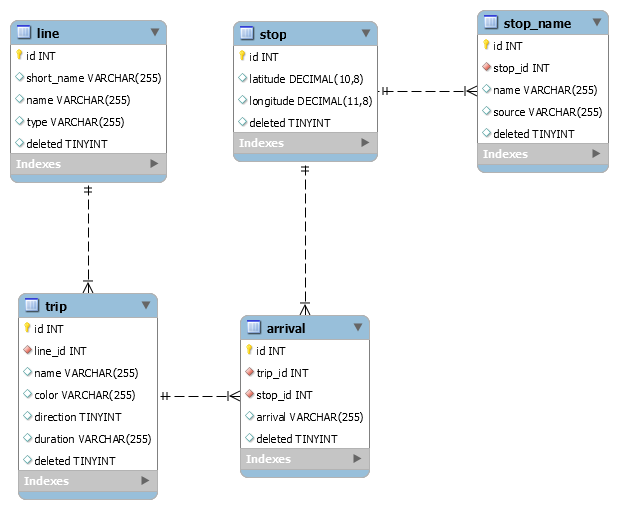 line
id INT
short_name VARCHAR(255)
name VARCHAR(255)
type VARCHAR(255)
deleted TINYINT
Indexes
stop
id INT
latitude DECIMAL(10,8)
longitude DECIMAL(11,8)
deleted TINYINT
Indexes
stop_name
id INT
stop_id INT
name VARCHAR(255)
source VARCHAR(255)
deleted TINYINT
Indexes
trip
id INT
line_id INT
name VARCHAR(255)
color VARCHAR(255)
direction TINYINT
duration VARCHAR(255)
deleted TINYINT
Indexes
arrival
id INT
trip_id INT
stop_id INT
arrival VARCHAR(255)
deleted TINYINT
Indexes